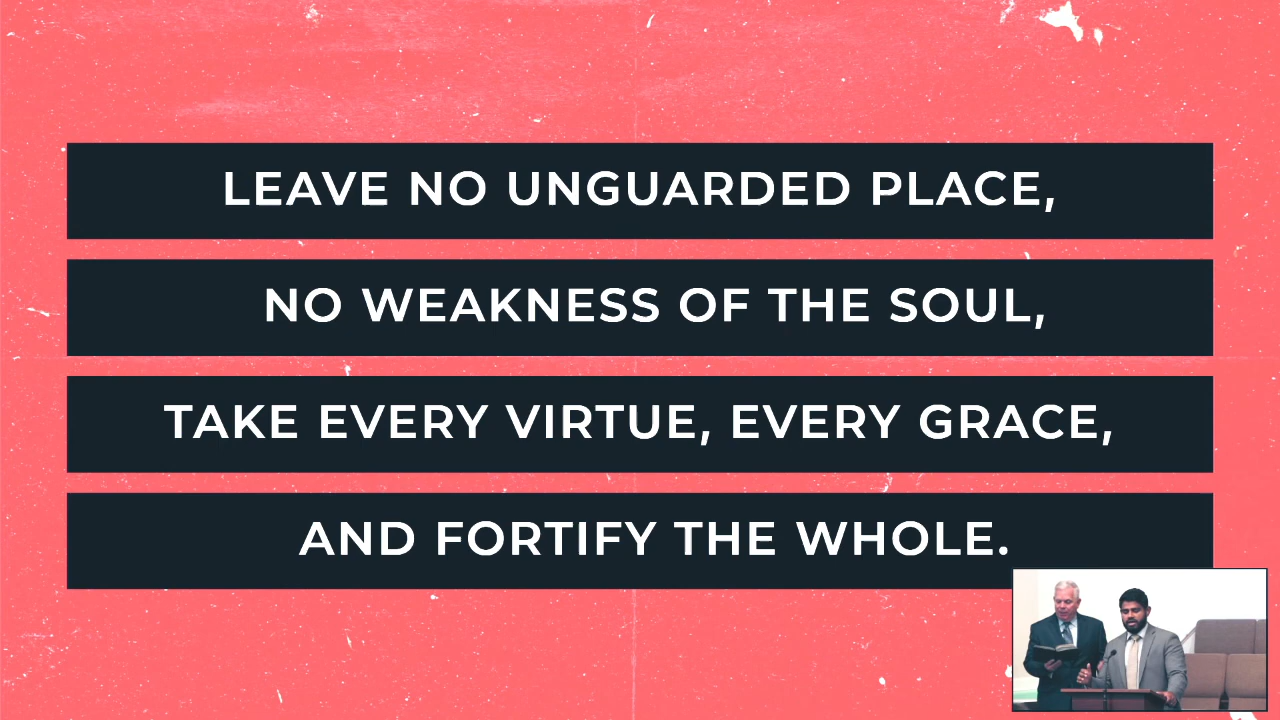 LEAVE NO UNGUARDED PLACE,
NO WEAKNESS OF THE SOUL,
TAKE EVERY VIRTUE, EVERY GRACE,
AND FORTIFY THE WHOLE.